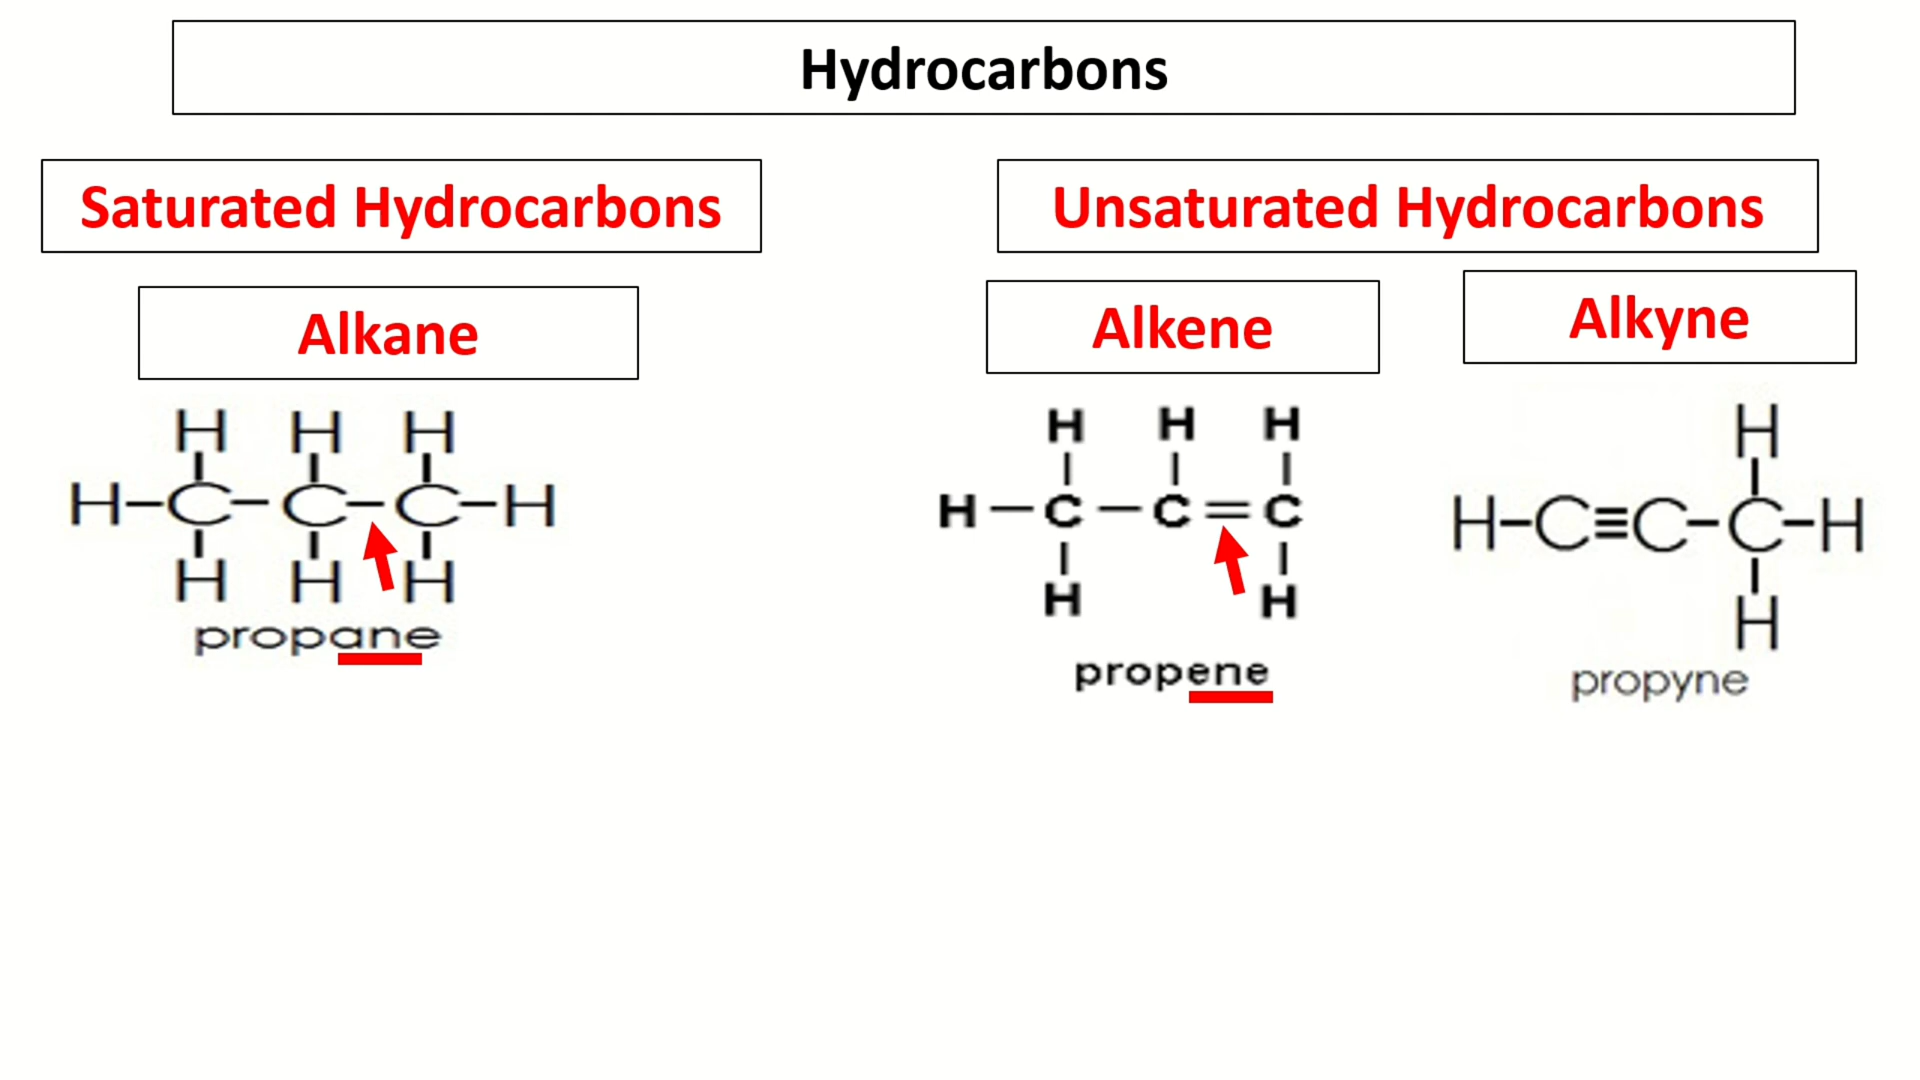 Hydrocarbons
Saturated Hydrocarbons
Unsaturated Hydrocarbons
Alkane
Alkene
Alkyne
H H H
H-C-C-C-H
H H H
propane
H H H
H-C-C=C
H H
propene
H
H-C≡C-C-H
H
propyne